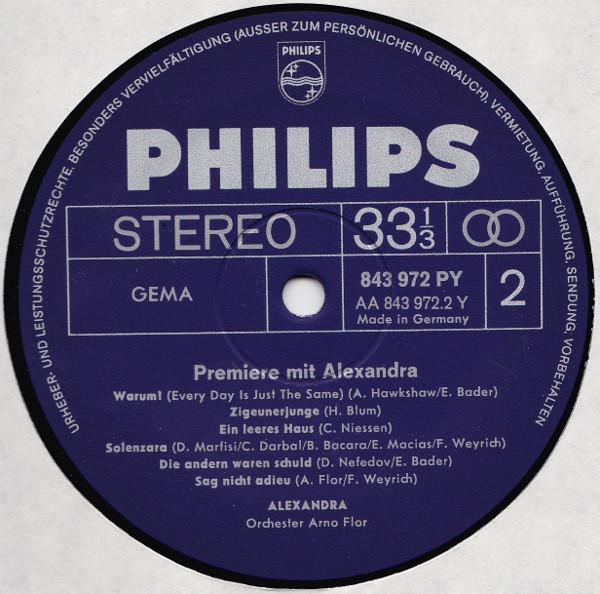 URHEBER- UND LEISTUNGSSCHUTZRECHTE, BESONDERS VERVIELFÄLTIGUNG (AUSSER ZUM PERSÖNLICHEN GEBRAUCH), VERMIETUNG, AUFFÜHRUNG, SENDUNG, VORBEHALTEN
PHILIPS
PHILIPS
STEREO 33⅓
GEMA 843 972 PY 2
AA 843 972.2 Y
Made in Germany
Premiere mit Alexandra
Warum! (Every Day Is Just The Same) (A. Hawkshaw/E. Bader)
Zigeunerjunge (H. Blum)
Ein leeres Haus (C. Niessen)
Solenzara (D. Marfisi/C. Darbal/B. Bacara/E. Macias/F. Weyrich)
Die andern waren schuld (D. Nefedov/E. Bader)
Sag nicht adieu (A. Flor/F. Weyrich)
ALEXANDRA
Orchester Arno Flor